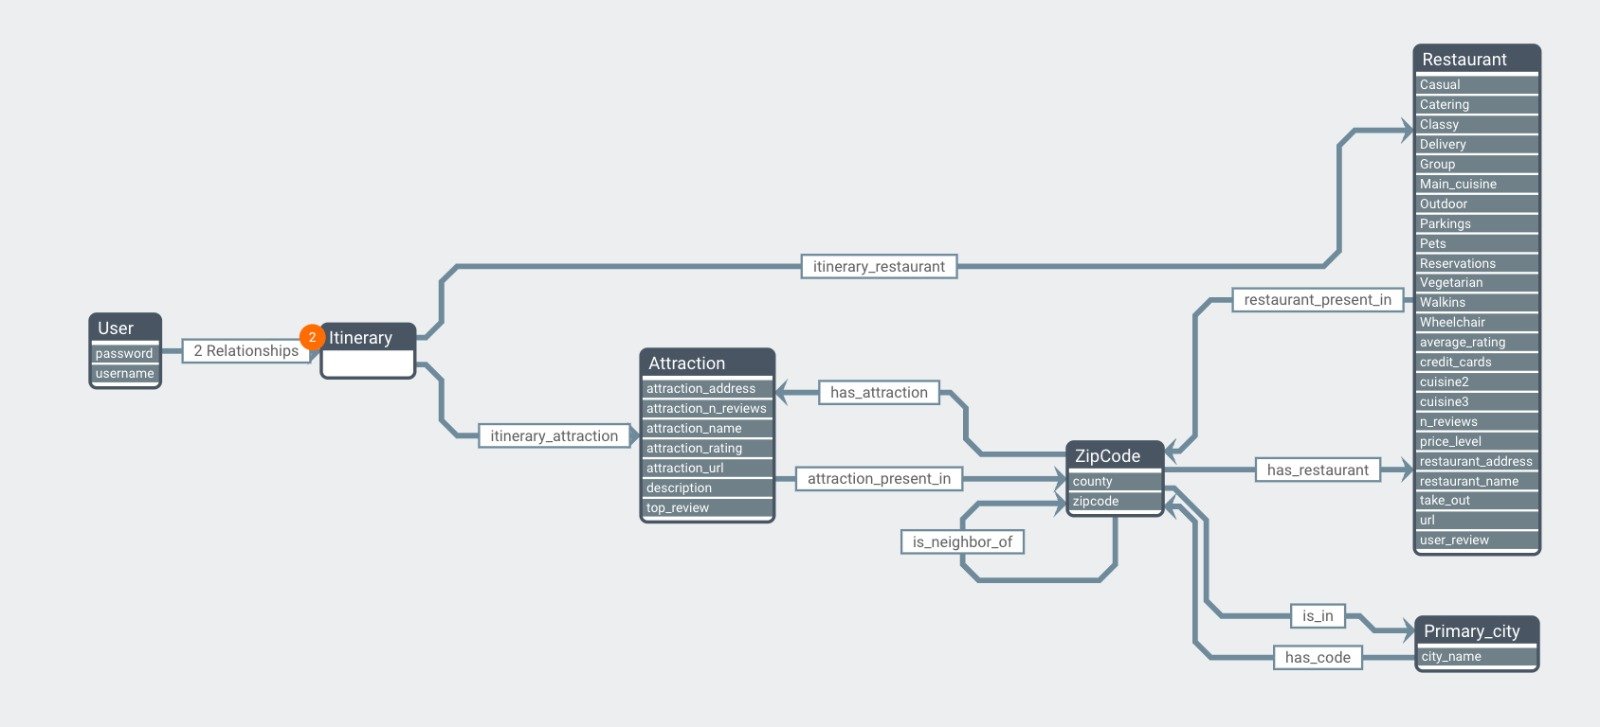 User
password
username
2 Relationships
2
Itinerary
itinerary_restaurant
itinerary_attraction
Attraction
attraction_address
attraction_n_reviews
attraction_name
attraction_rating
attraction_url
description
top_review
has_attraction
attraction_present_in
is_neighbor_of
ZipCode
county
zipcode
restaurant_present_in
has_restaurant
is_in
has_code
Restaurant
Casual
Catering
Classy
Delivery
Group
Main_cuisine
Outdoor
Parkings
Pets
Reservations
Vegetarian
Walkins
Wheelchair
average_rating
credit_cards
cuisine2
cuisine3
n_reviews
price_level
restaurant_address
restaurant_name
take_out
url
user_review
Primary_city
city_name